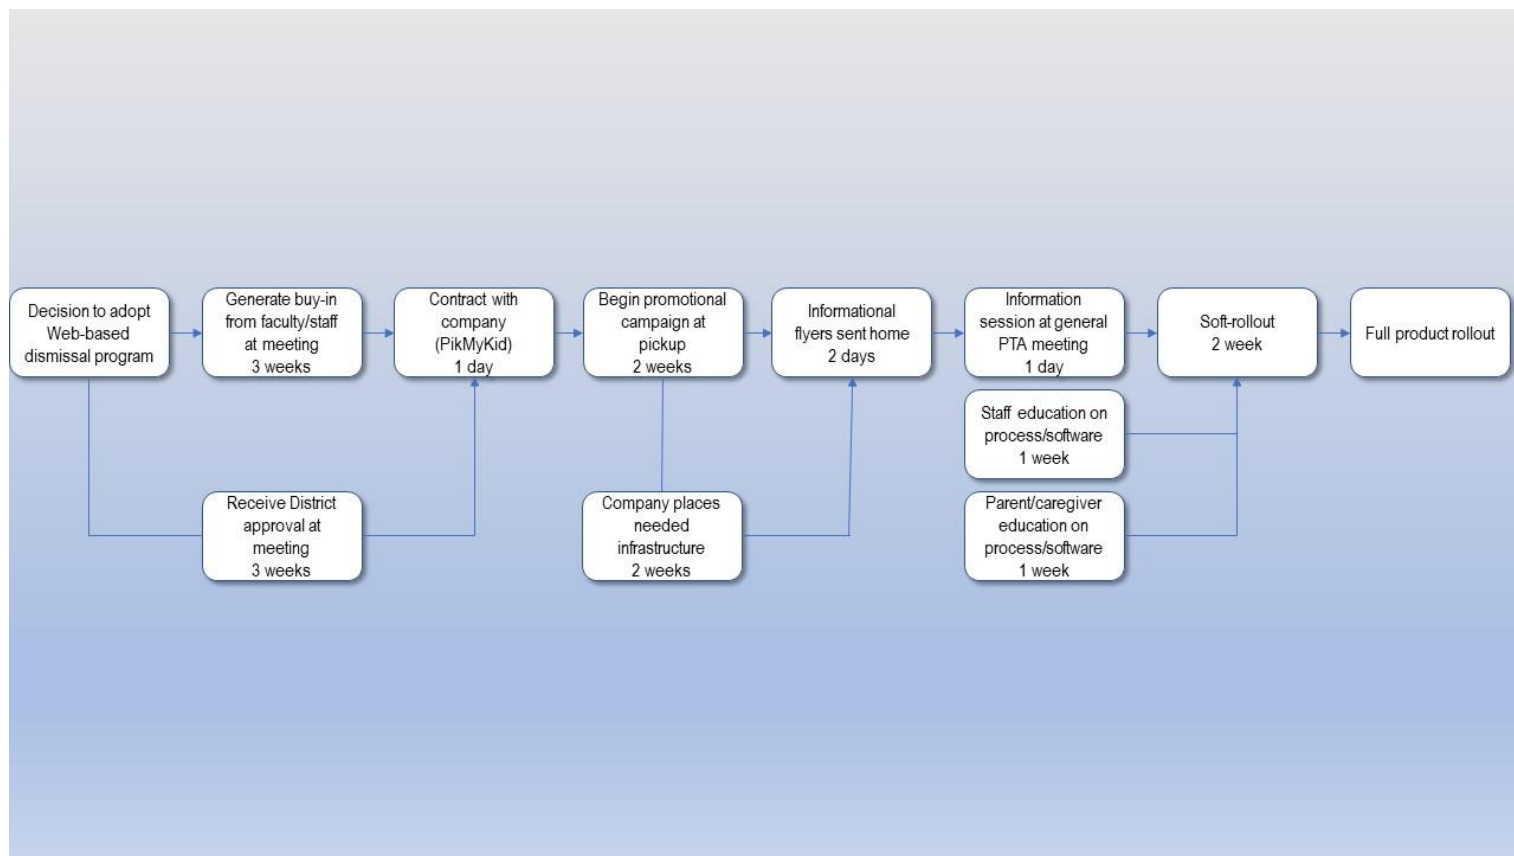 Decision to adopt
Web-based
dismissal program
Generate buy-in
from faculty/staff
at meeting
3 weeks
Contract with
company
(PikMyKid)
1 day
Begin promotional
campaign at
pickup
2 weeks
Informational
flyers sent home
2 days
Information
session at general
PTA meeting
1 day
Soft-rollout
2 week
Full product rollout
Staff education on
process/software
1 week
Receive District
approval at
meeting
3 weeks
Company places
needed
infrastructure
2 weeks
Parent/caregiver
education on
process/software
1 week